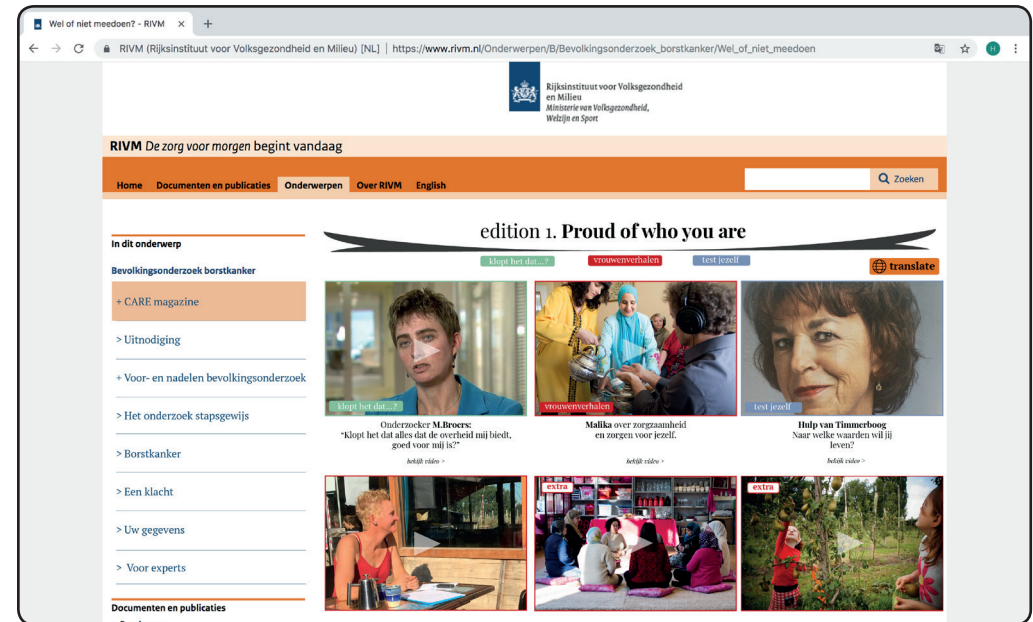 Wel of niet meedoen? - RIVM
RIVM (Rijksinstituut voor Volksgezondheid en Milieu) [NL] | https://www.rivm.nl/Onderwerpen/B/Bevolkingsonderzoek_borstkanker/Wel_of_niet_meedoen
H
Rijksinstituut voor Volksgezondheid
en Milieu
Ministerie van Volksgezondheid,
Welzijn en Sport
RIVM De zorg voor morgen begint vandaag
Home Documenten en publicaties Onderwerpen Over RIVM English
Zoeken
In dit onderwerp
Bevolkingsonderzoek borstkanker
+ CARE magazine
> Uitnodiging
+ Voor- en nadelen bevolkingsonderzoek
> Het onderzoek stapsgewijs
> Borstkanker
> Een klacht
> Uw gegevens
> Voor experts
Documenten en publicaties
edition 1. Proud of who you are
klopt het dat...? vrouwenverhalen test jezelf
translate
klopt het dat...?
Onderzoeker M.Broers:
“Klopt het dat alles dat de overheid mij biedt,
goed voor mij is?”
bekijk video >
vrouwenverhalen
Malika over zorgzaamheid
en zorgen voor jezelf.
bekijk video >
test jezelf
Hulp van Timmerboog
Naar welke waarden wil jij
leven?
bekijk video >
extra
extra